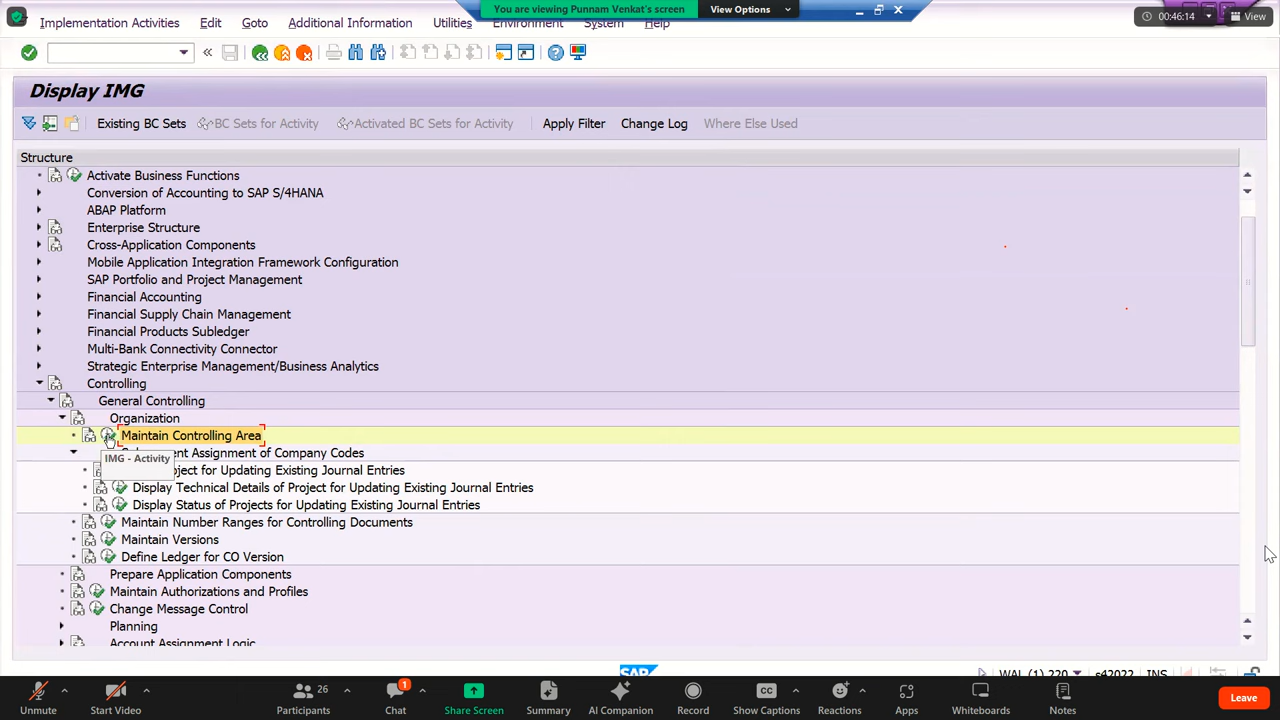 Implementation Activities Edit Goto Additional Information Utilities Environment System Help
You are viewing Punnam Venkat's screen View Options
00:46:14 View
Display IMG
Existing BC Sets BC Sets for Activity Activated BC Sets for Activity Apply Filter Change Log Where Else Used
Structure
Activate Business Functions
Conversion of Accounting to SAP S/4HANA
ABAP Platform
Enterprise Structure
Cross-Application Components
Mobile Application Integration Framework Configuration
SAP Portfolio and Project Management
Financial Accounting
Financial Supply Chain Management
Financial Products Subledger
Multi-Bank Connectivity Connector
Strategic Enterprise Management/Business Analytics
Controlling
General Controlling
Organization
Maintain Controlling Area
Assignment of Company Codes
IMG - Activity
for Updating Existing Journal Entries
Display Technical Details of Project for Updating Existing Journal Entries
Display Status of Projects for Updating Existing Journal Entries
Maintain Number Ranges for Controlling Documents
Maintain Versions
Define Ledger for CO Version
Prepare Application Components
Maintain Authorizations and Profiles
Change Message Control
Planning
Account Assignment Logic
SAP
WAL (1) 220 s42022 INS
Unmute Start Video 26 Participants 1 Chat Share Screen Summary AI Companion Record CC Show Captions Reactions Apps Whiteboards Notes Leave